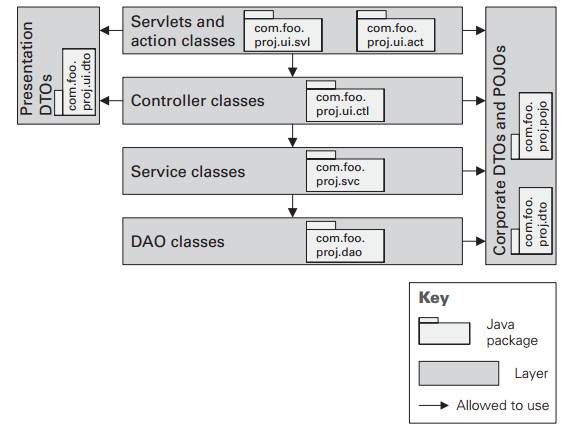 Presentation
DTOs
com.foo.
proj.ui.dto
Servlets and
action classes
com.foo.
proj.ui.svl
com.foo.
proj.ui.act
Controller classes
com.foo.
proj.ui.ctl
Service classes
com.foo.
proj.svc
DAO classes
com.foo.
proj.dao
Corporate DTOs and POJOs
com.foo.
proj.pojo
com.foo.
proj.dto
Key
Java
package
Layer
Allowed to use